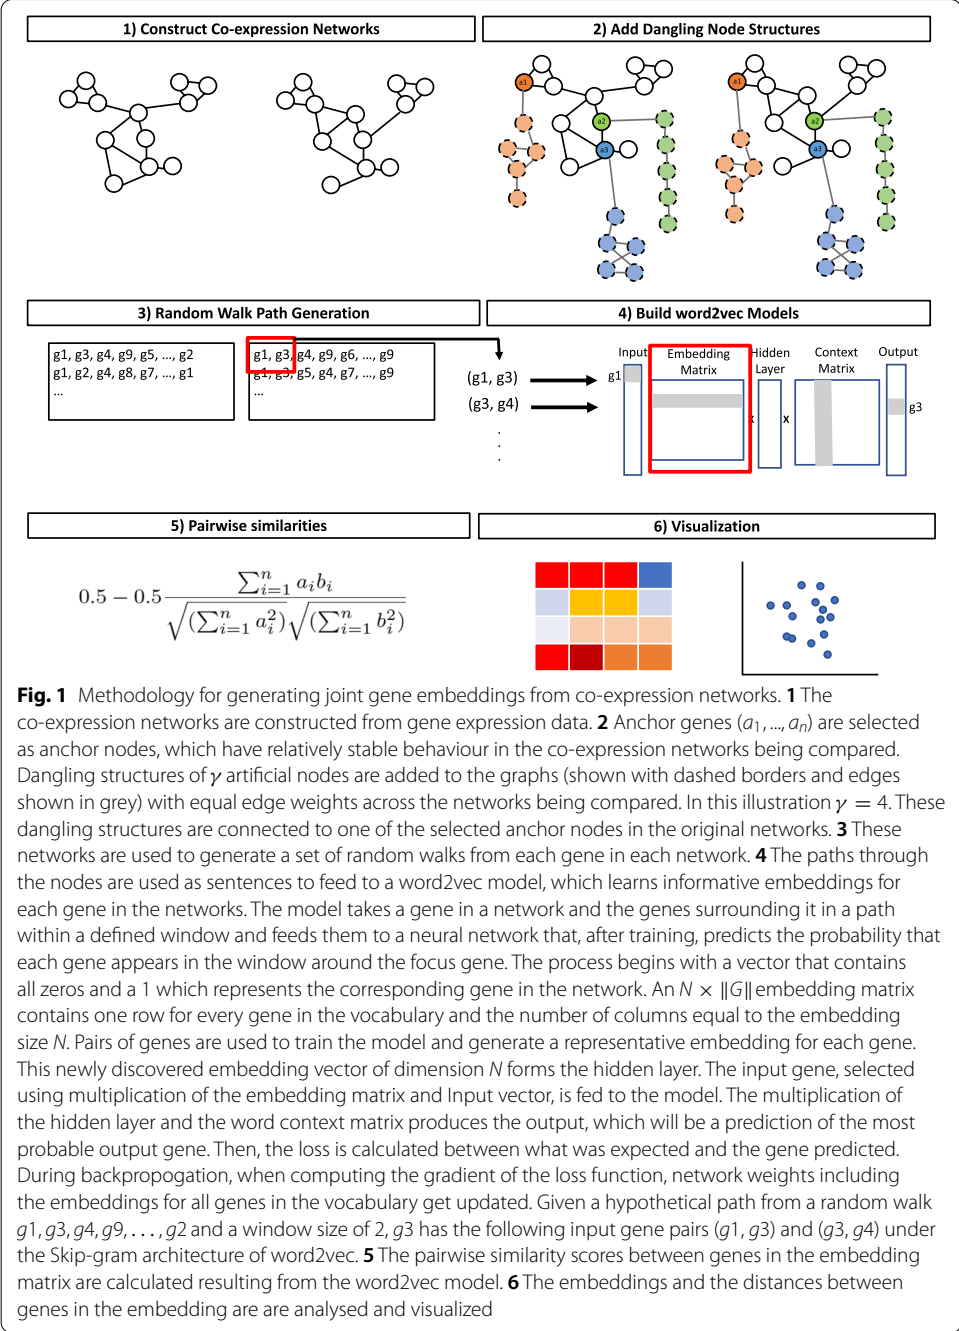 1) Construct Co-expression Networks
2) Add Dangling Node Structures
a1
a2
a3
a1
a2
a3
3) Random Walk Path Generation
4) Build word2vec Models
g1, g3, g4, g9, g5, ..., g2
g1, g2, g4, g8, g7, ..., g1
...
g1, g3, g4, g9, g6, ..., g9
g1, g3, g5, g4, g7, ..., g9
...
(g1, g3)
(g3, g4)
.
.
.
Input
Embedding
Matrix
Hidden
Layer
Context
Matrix
Output
g1
x
x
g3
5) Pairwise similarities
6) Visualization
0.5 − 0.5 \frac{\sum_{i=1}^{n} a_i b_i}{\sqrt{(\sum_{i=1}^{n} a_i^2)}\sqrt{(\sum_{i=1}^{n} b_i^2)}}
Fig. 1 Methodology for generating joint gene embeddings from co-expression networks. 1 The
co-expression networks are constructed from gene expression data. 2 Anchor genes (a1, ..., an) are selected
as anchor nodes, which have relatively stable behaviour in the co-expression networks being compared.
Dangling structures of γ artificial nodes are added to the graphs (shown with dashed borders and edges
shown in grey) with equal edge weights across the networks being compared. In this illustration γ = 4. These
dangling structures are connected to one of the selected anchor nodes in the original networks. 3 These
networks are used to generate a set of random walks from each gene in each network. 4 The paths through
the nodes are used as sentences to feed to a word2vec model, which learns informative embeddings for
each gene in the networks. The model takes a gene in a network and the genes surrounding it in a path
within a defined window and feeds them to a neural network that, after training, predicts the probability that
each gene appears in the window around the focus gene. The process begins with a vector that contains
all zeros and a 1 which represents the corresponding gene in the network. An N × ‖G‖ embedding matrix
contains one row for every gene in the vocabulary and the number of columns equal to the embedding
size N. Pairs of genes are used to train the model and generate a representative embedding for each gene.
This newly discovered embedding vector of dimension N forms the hidden layer. The input gene, selected
using multiplication of the embedding matrix and Input vector, is fed to the model. The multiplication of
the hidden layer and the word context matrix produces the output, which will be a prediction of the most
probable output gene. Then, the loss is calculated between what was expected and the gene predicted.
During backpropogation, when computing the gradient of the loss function, network weights including
the embeddings for all genes in the vocabulary get updated. Given a hypothetical path from a random walk
g1, g3, g4, g9, . . . , g2 and a window size of 2, g3 has the following input gene pairs (g1, g3) and (g3, g4) under
the Skip-gram architecture of word2vec. 5 The pairwise similarity scores between genes in the embedding
matrix are calculated resulting from the word2vec model. 6 The embeddings and the distances between
genes in the embedding are are analysed and visualized